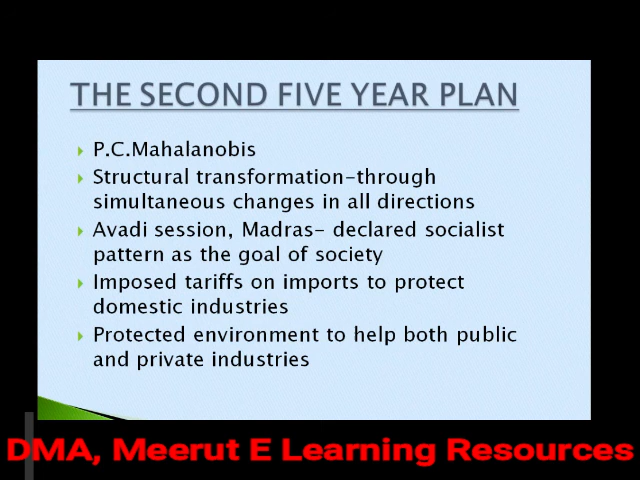 THE SECOND FIVE YEAR PLAN
P.C.Mahalanobis
Structural transformation-through
simultaneous changes in all directions
Avadi session, Madras- declared socialist
pattern as the goal of society
Imposed tariffs on imports to protect
domestic industries
Protected environment to help both public
and private industries
DMA, Meerut E Learning Resources